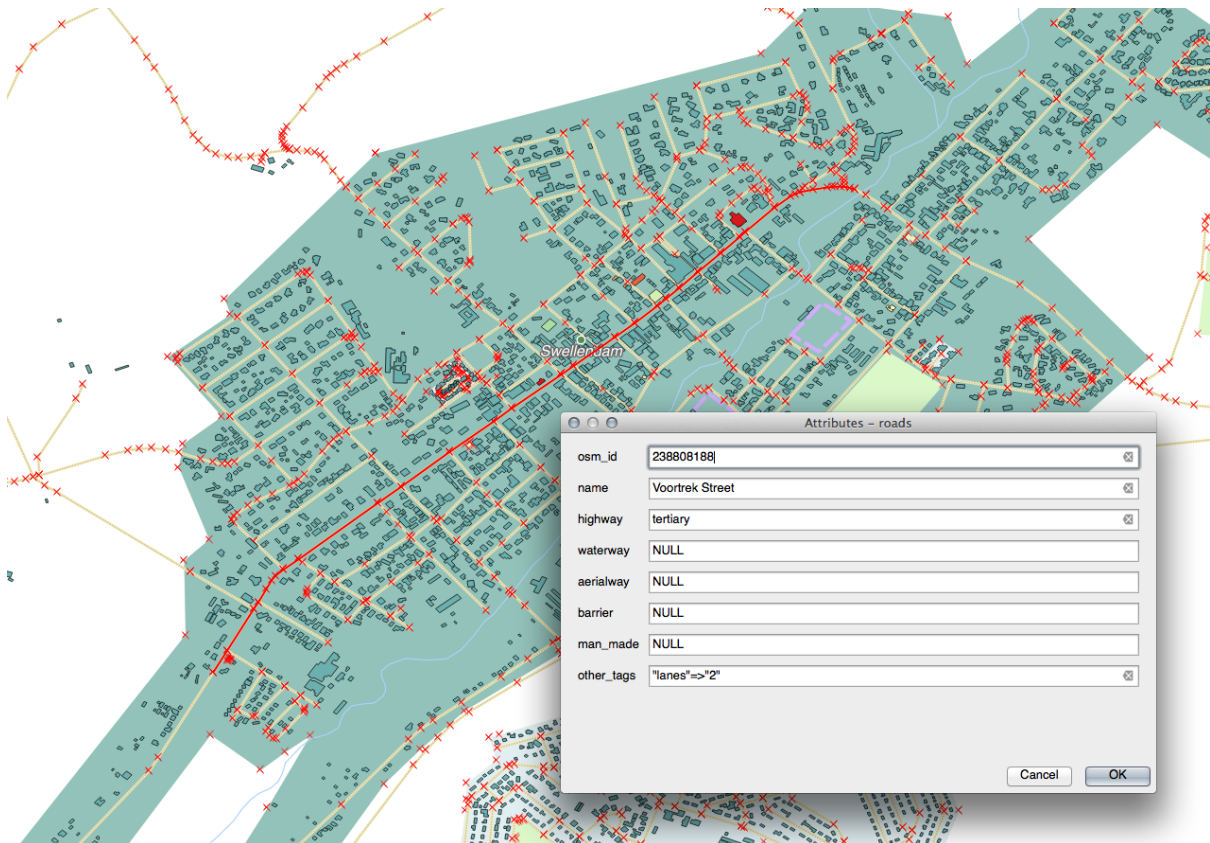 Swellendam
Attributes – roads
osm_id 238808188
name Voortrek Street
highway tertiary
waterway NULL
aerialway NULL
barrier NULL
man_made NULL
other_tags "lanes"=>"2"
Cancel OK